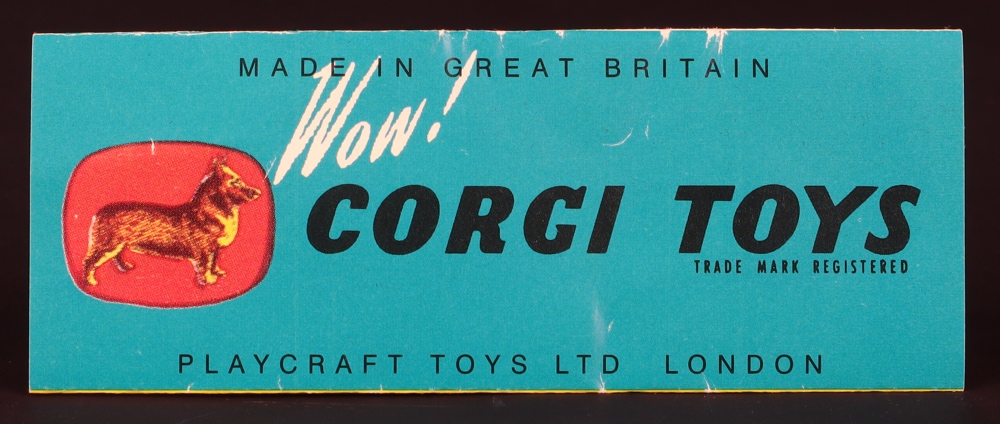 MADE IN GREAT BRITAIN
Wow!
CORGI TOYS
TRADE MARK REGISTERED
PLAYCRAFT TOYS LTD LONDON